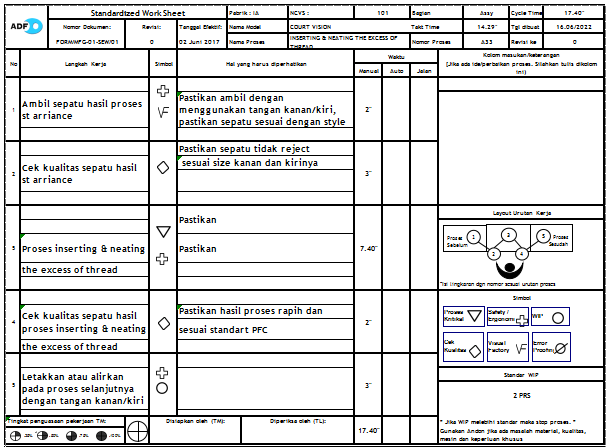 Standardized Work Sheet
Pabrik : IA
NCVS :
101
Bagian
Assy
Cycle Time
17.40"
ADF
Nomor Dokumen:
Revisi:
Tanggal Efektif:
Nama Model
COURT VISION
Takt Time
14.29"
Tgl dibuat
16.06/2022
FORMMFG-01-SEW/01
0
02 Juni 2017
Nama Proses
INSERTING & NEATING THE EXCESS OF
THREAD
Nomor Proses
A33
Revisi ke
0
No
Langkah Kerja
Simbol
Hal yang harus diperhatikan
Waktu
Manual
Auto
Jalan
Kolom masukan/keterangan
(Jika ada ide/perbaikan proses. Silahkan tulis dikolom
ini)
1
Ambil sepatu hasil proses
st arriance
Pastikan ambil dengan
menggunakan tangan kanan/kiri,
pastikan sepatu sesuai dengan style
2"
2
Cek kualitas sepatu hasil
st arriance
Pastikan sepatu tidak reject
sesuai size kanan dan kirinya
3"
3
Proses inserting & neating
the excess of thread
Pastikan
Pastikan
7.40"
4
Cek kualitas sepatu hasil
proses inserting & neating
the excess of thread
Pastikan hasil proses rapih dan
sesuai standart PFC
2"
5
Letakkan atau alirkan
pada proses selanjutnya
dengan tangan kanan/kiri
3"
Layout Urutan Kerja
Proses
Sebelum
1
2
3
4
5
Proses
Sesudah
*Isi lingkaran dgn nomor sesuai urutan proses
Simbol
Proses
Kritikal
Safety /
Ergonomi
WIP
Cek
Kualitas
Visual
Factory
VF
Error
Proofing
Standar WIP
2 PRS
* Jika WIP melebihi standar maka stop proses. *
Gunakan Andon jika ada masalah material, kualitas,
mesin dan keperluan khusus
Tingkat penguasaan pekerjaan TM:
Disiapkan oleh (TM):
Diperiksa oleh (TL):
17.40"